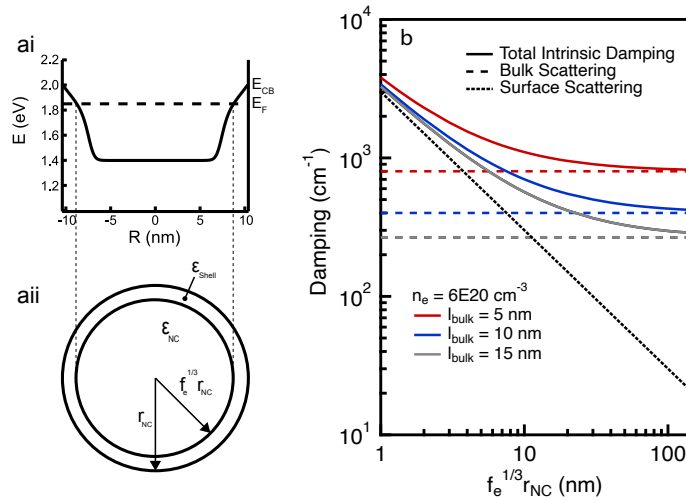 ai
2.2
2.0
1.8
1.6
1.4
1.2
E (eV)
E_CB
E_F
-10 -5 0 5 10
R (nm)
aii
ε_Shell
ε_NC
f_e^1/3 r_NC
r_NC
b
Total Intrinsic Damping
Bulk Scattering
Surface Scattering
10^4
10^3
10^2
10^1
Damping (cm^-1)
n_e = 6E20 cm^-3
l_bulk = 5 nm
l_bulk = 10 nm
l_bulk = 15 nm
1 10 100
f_e^1/3 r_NC (nm)